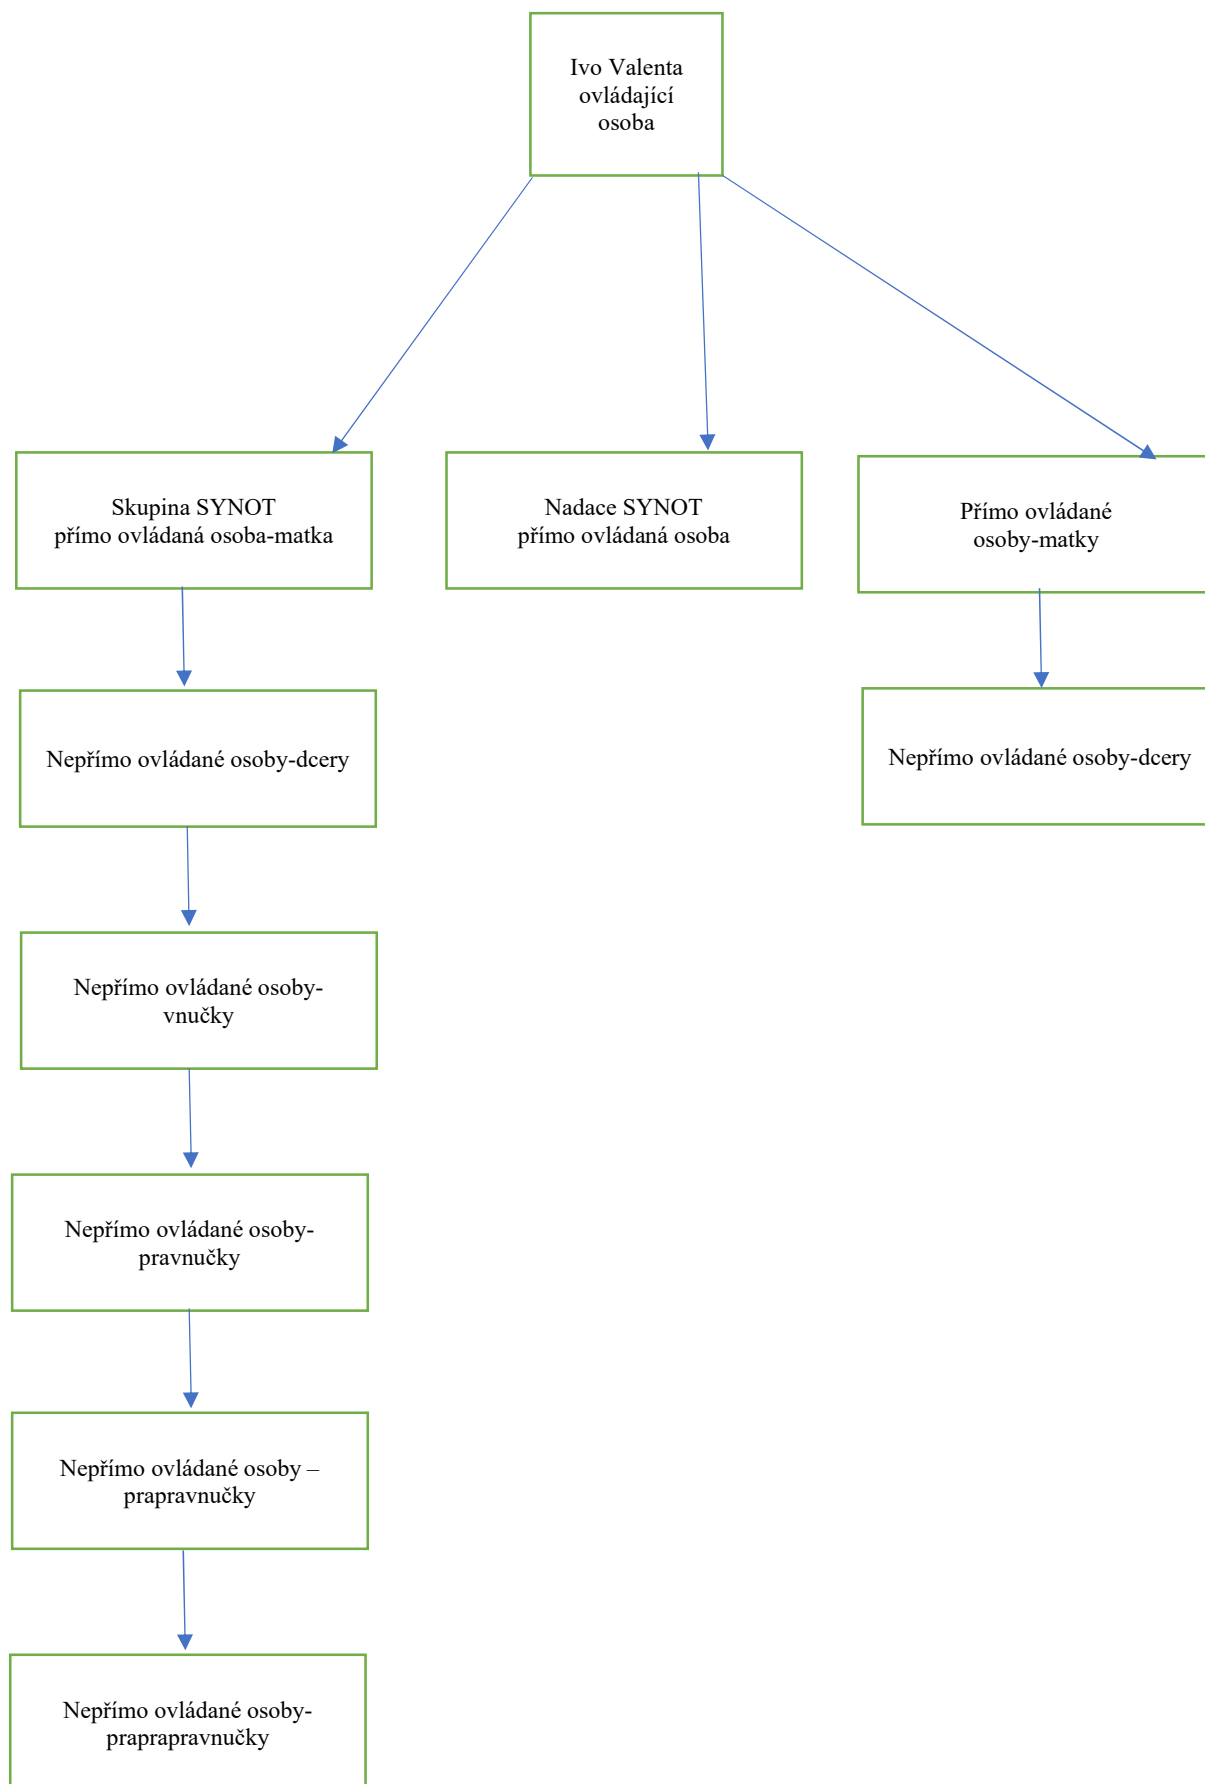 Ivo Valenta
ovládající
osoba
Skupina SYNOT
přímo ovládaná osoba-matka
Nadace SYNOT
přímo ovládaná osoba
Přímo ovládané
osoby-matky
Nepřímo ovládané osoby-dcery
Nepřímo ovládané osoby-dcery
Nepřímo ovládané osoby-
vnučky
Nepřímo ovládané osoby-
pravnučky
Nepřímo ovládané osoby –
prapravnučky
Nepřímo ovládané osoby-
praprapravnučky